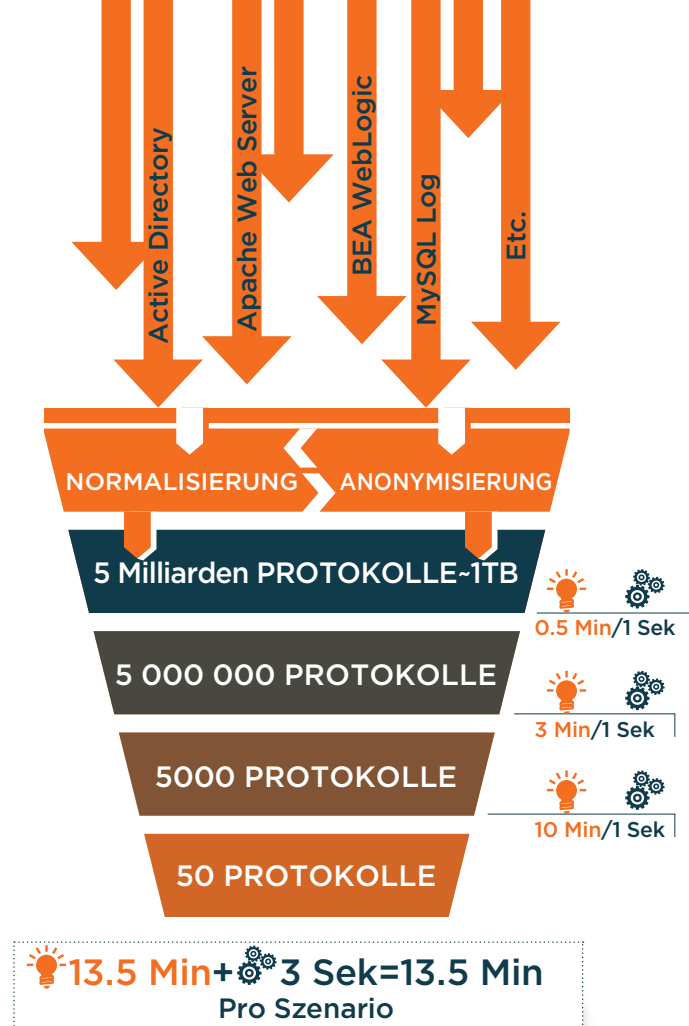 Active Directory
Apache Web Server
BEA WebLogic
MySQL Log
Etc.
NORMALISIERUNG
ANONYMISIERUNG
5 Milliarden PROTOKOLLE~1TB
0.5 Min/1 Sek
5 000 000 PROTOKOLLE
3 Min/1 Sek
5000 PROTOKOLLE
10 Min/1 Sek
50 PROTOKOLLE
13.5 Min+3 Sek=13.5 Min
Pro Szenario